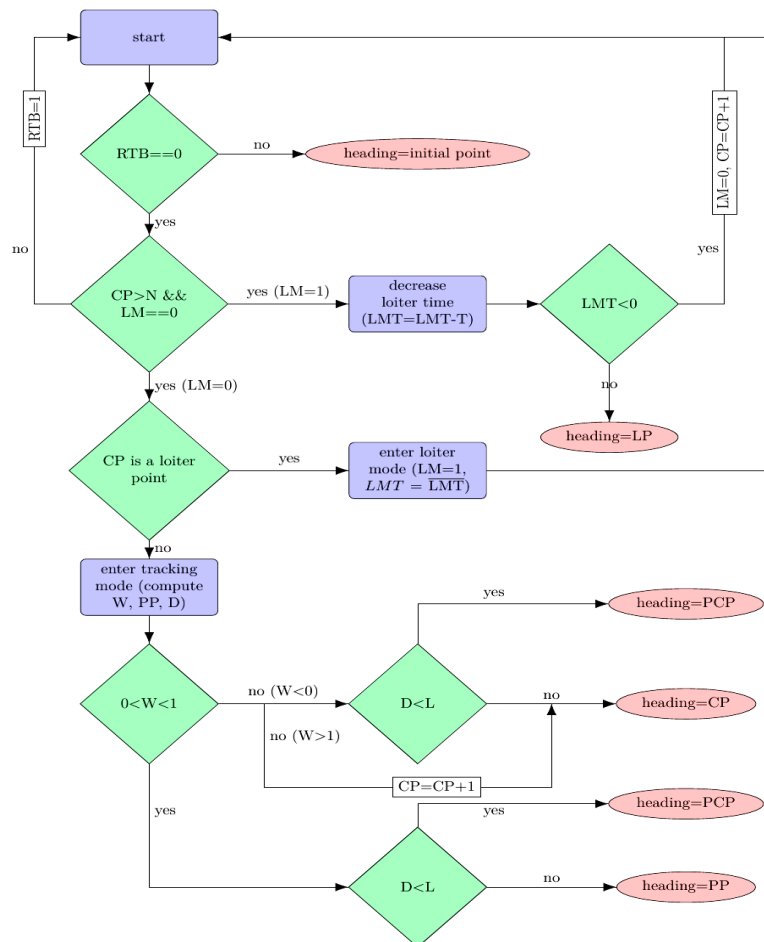 start
RTB=1
LM=0, CP=CP+1
RTB==0
no
heading=initial point
yes
no
yes
CP>N &&
LM==0
yes (LM=1)
decrease
loiter time
(LMT=LMT-T)
LMT<0
yes (LM=0)
no
heading=LP
CP is a loiter
point
yes
enter loiter
mode (LM=1,
LMT = L̅M̅T̅)
no
enter tracking
mode (compute
W, PP, D)
yes
heading=PCP
0<W<1
no (W<0)
D<L
no
heading=CP
no (W>1)
CP=CP+1
yes
yes
heading=PCP
D<L
no
heading=PP